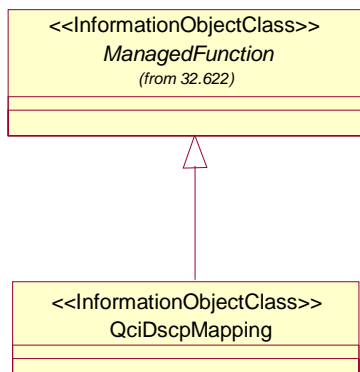 <<InformationObjectClass>>
ManagedFunction
(from 32.622)
<<InformationObjectClass>>
QciDscpMapping